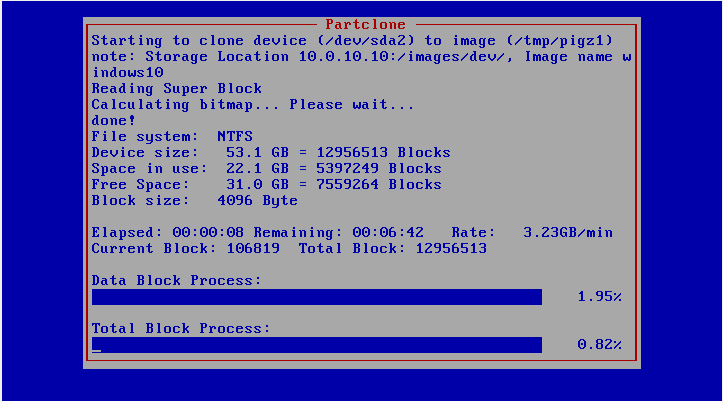 Partclone
Starting to clone device (/dev/sda2) to image (/tmp/pigz1)
note: Storage Location 10.0.10.10:/images/dev/, Image name w
indows10
Reading Super Block
Calculating bitmap... Please wait...
done!
File system:  NTFS
Device size:   53.1 GB = 12956513 Blocks
Space in use:  22.1 GB = 5397249 Blocks
Free Space:    31.0 GB = 7559264 Blocks
Block size:   4096 Byte
Elapsed: 00:00:08 Remaining: 00:06:42   Rate:   3.23GB/min
Current Block: 106819  Total Block: 12956513
Data Block Process:
1.95%
Total Block Process:
0.82%